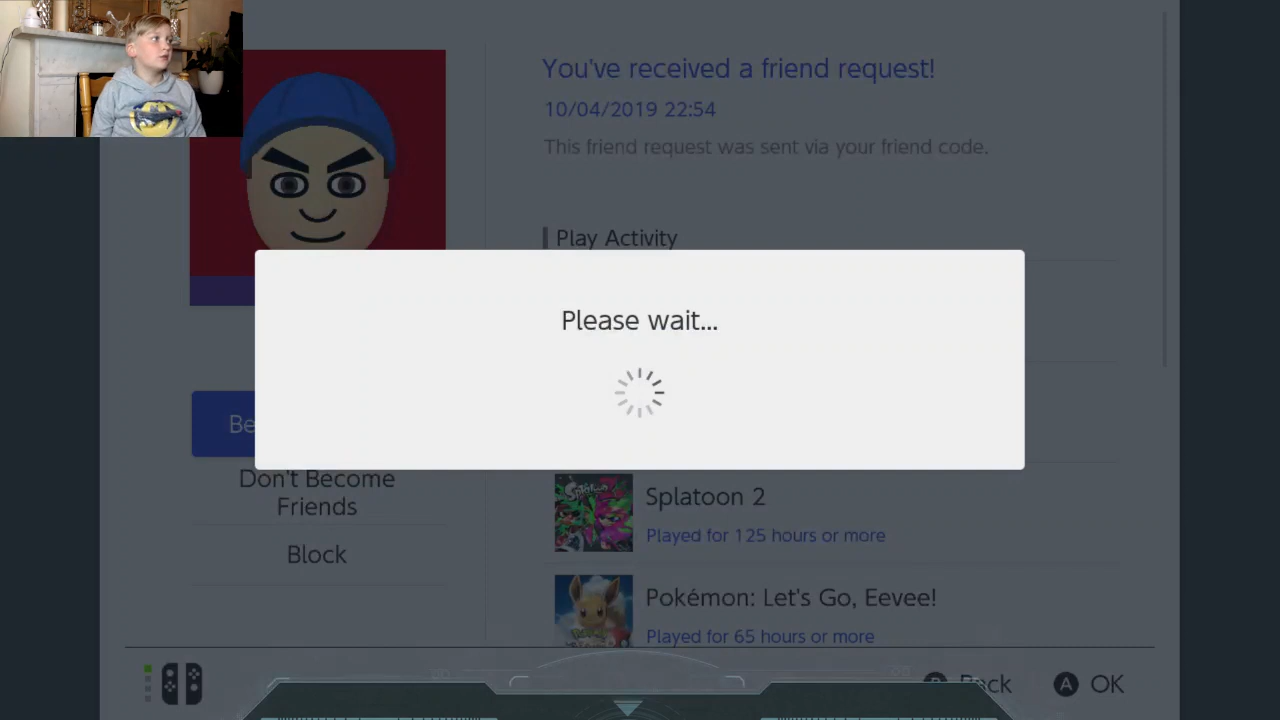 You've received a friend request!
10/04/2019 22:54
This friend request was sent via your friend code.
Play Activity
Please wait...
Be
Don't Become
Friends
Block
Splatoon 2
Played for 125 hours or more
Pokémon: Let's Go, Eevee!
Played for 65 hours or more
Back
A OK